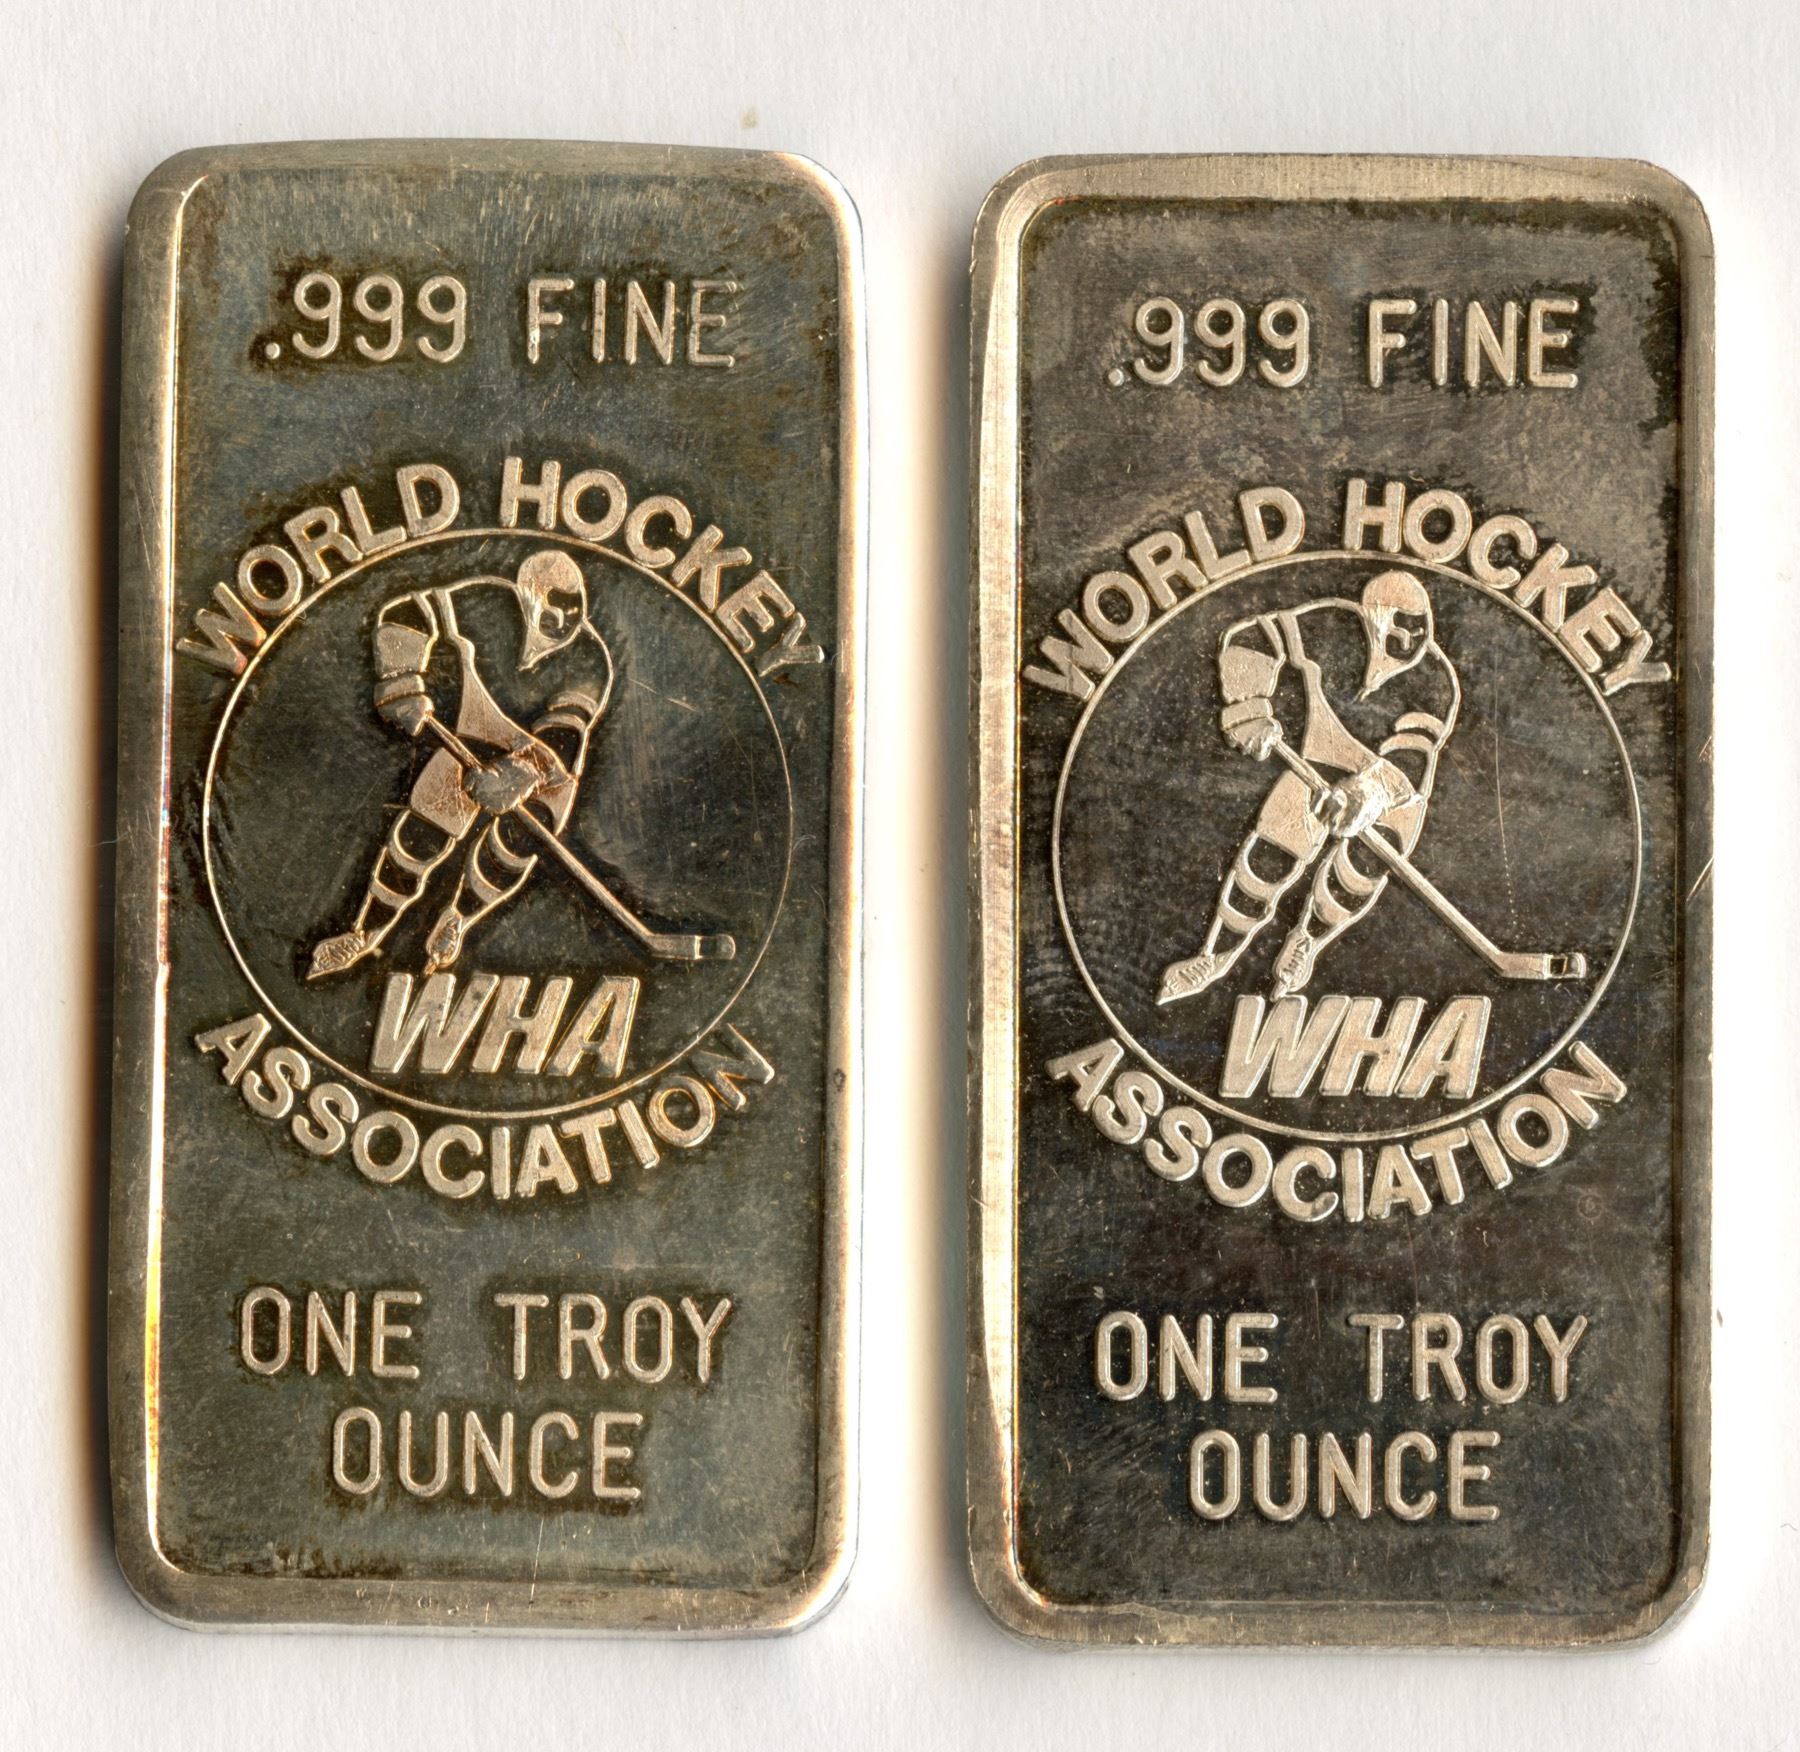 .999 FINE
WORLD HOCKEY
WHA
ASSOCIATION
ONE TROY
OUNCE
.999 FINE
WORLD HOCKEY
WHA
ASSOCIATION
ONE TROY
OUNCE